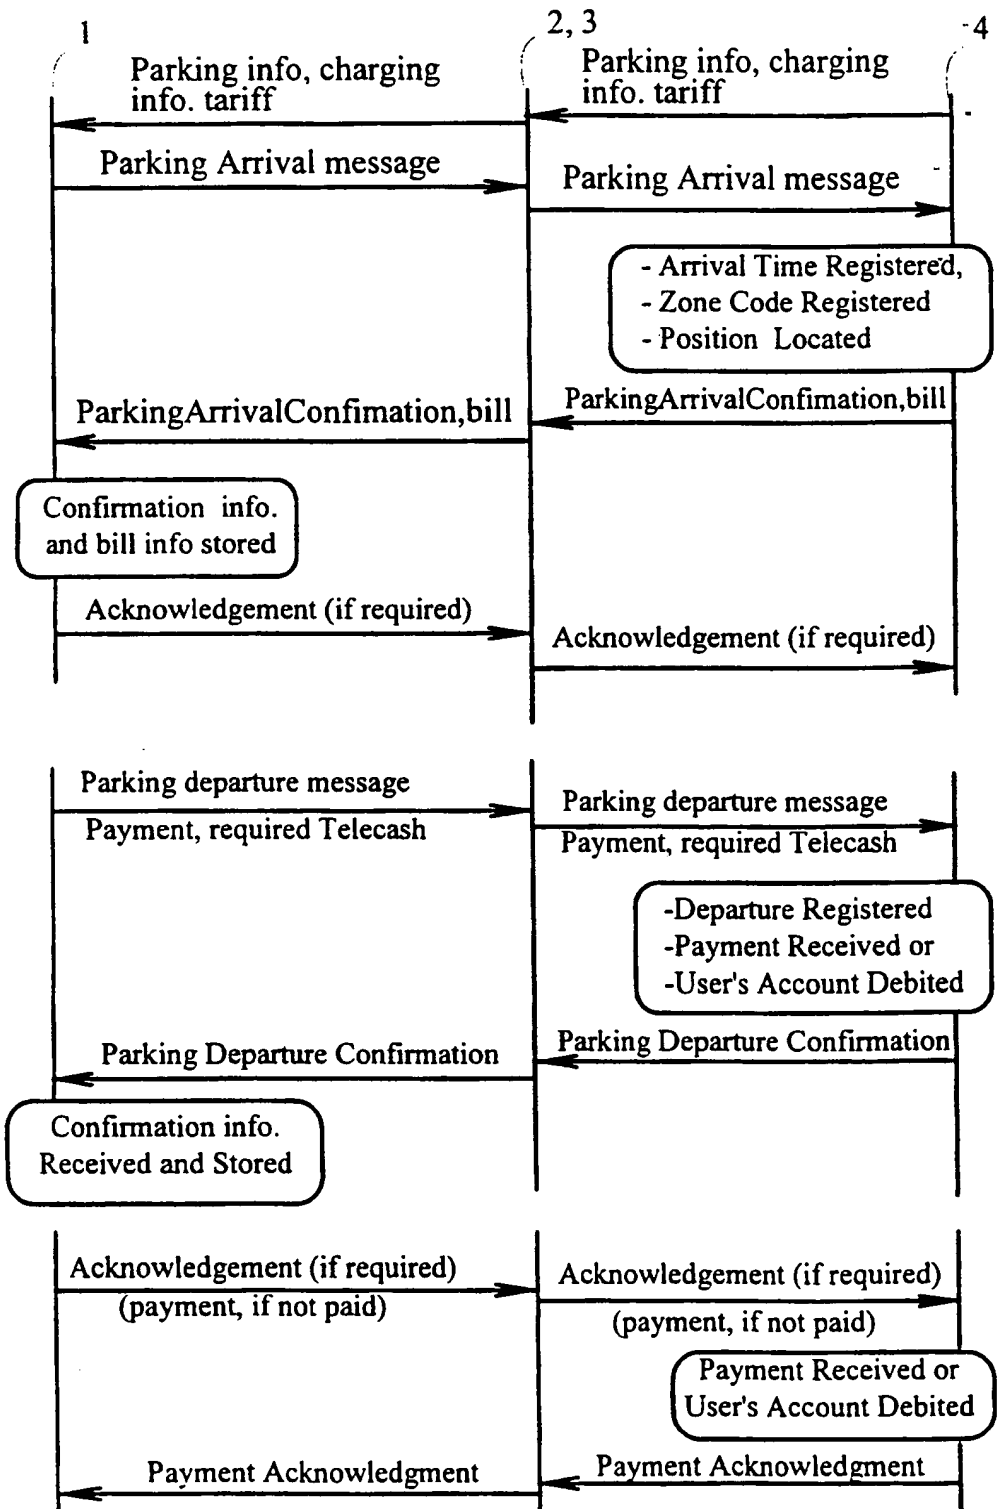 1
2, 3
4
Parking info, charging
info. tariff
Parking info, charging
info. tariff
Parking Arrival message
Parking Arrival message
- Arrival Time Registered,
- Zone Code Registered
- Position Located
ParkingArrivalConfimation,bill
ParkingArrivalConfimation,bill
Confirmation info.
and bill info stored
Acknowledgement (if required)
Acknowledgement (if required)
Parking departure message
Payment, required Telecash
Parking departure message
Payment, required Telecash
-Departure Registered
-Payment Received or
-User's Account Debited
Parking Departure Confirmation
Parking Departure Confirmation
Confirmation info.
Received and Stored
Acknowledgement (if required)
(payment, if not paid)
Acknowledgement (if required)
(payment, if not paid)
Payment Received or
User's Account Debited
Payment Acknowledgment
Payment Acknowledgment